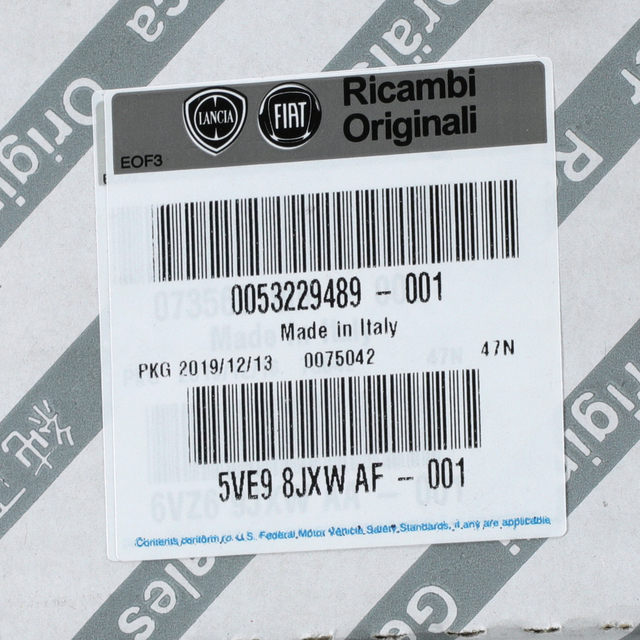 LANCIA
FIAT
Ricambi
Originali
EOF3
0053229489 - 001
Made in Italy
PKG 2019/12/13 0075042 47N
5VE9 8JXW AF - 001
Contents conform to U.S. Federal Motor Vehicle Safety Standards, if any are applicable